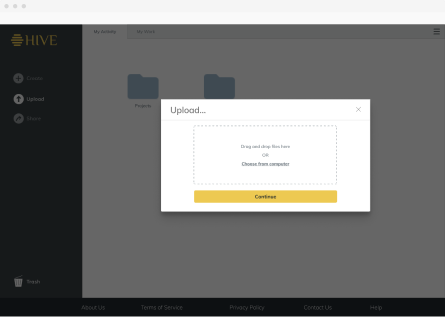 HIVE
My Activity
My Files
Create
Upload
Share
Projects
Upload...
Drag and drop files here
OR
Choose from computer
Continue
Trash
About Us
Terms of Service
Privacy Policy
Contact Us
Help